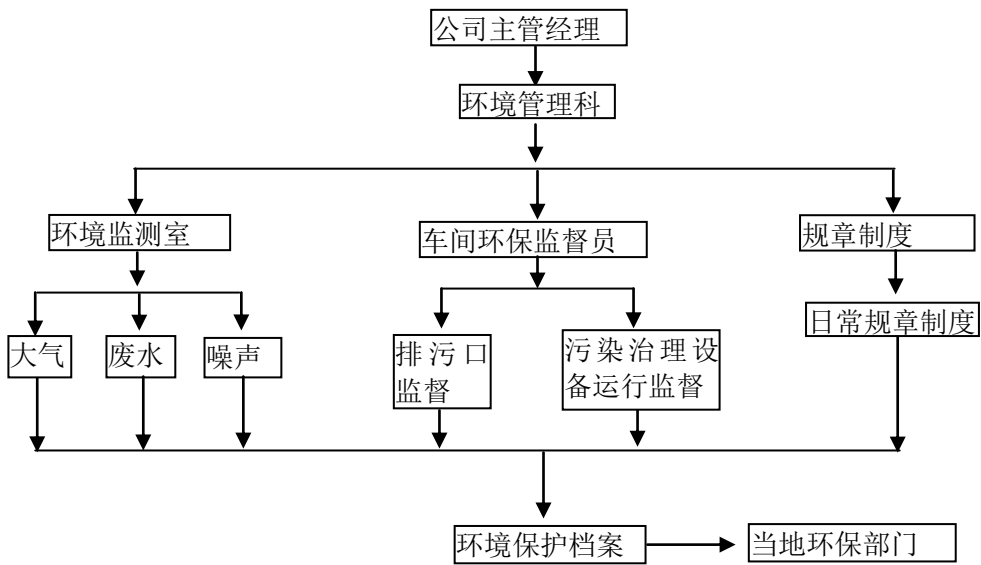 公司主管经理
环境管理科
环境监测室
车间环保监督员
规章制度
日常规章制度
大气
废水
噪声
排污口
监督
污染治理设
备运行监督
环境保护档案
当地环保部门